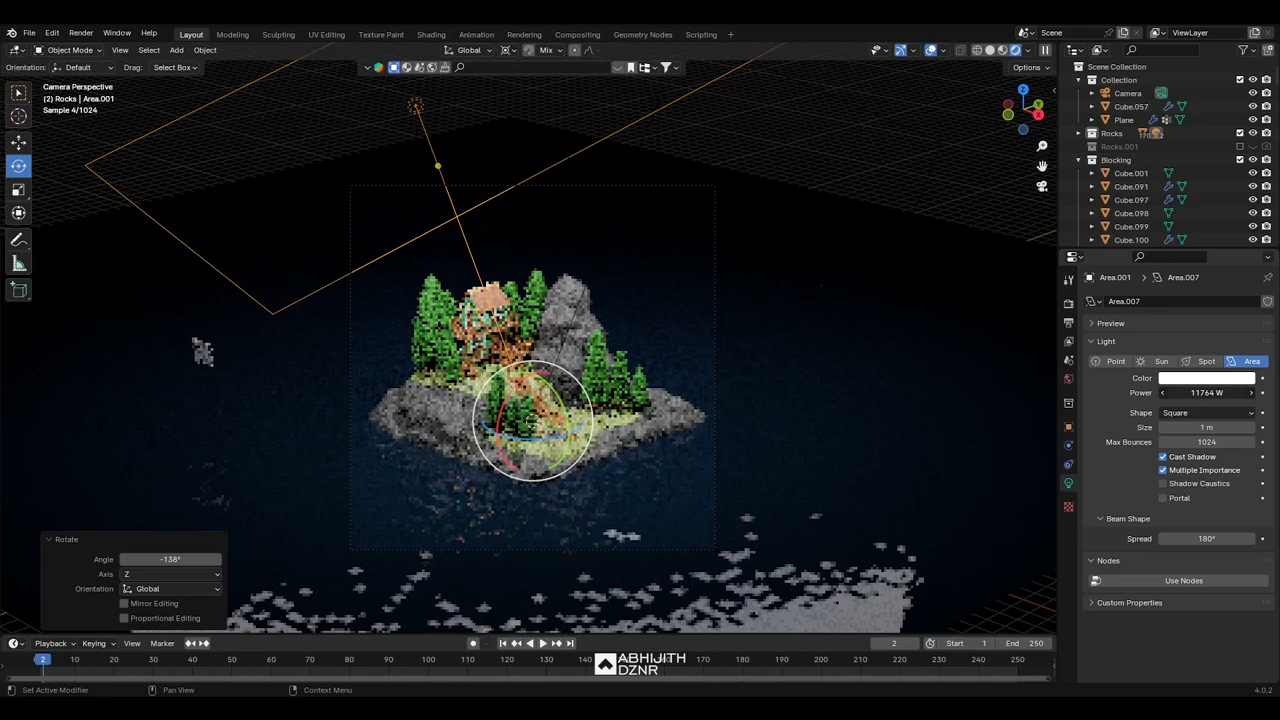 File Edit Render Window Help Layout Modeling Sculpting UV Editing Texture Paint Shading Animation Rendering Compositing Geometry Nodes Scripting + Scene ViewLayer
Object Mode View Select Add Object Global Mix
Orientation: Default Drag: Select Box Options
Camera Perspective
(2) Rocks | Area.001
Sample 4/1024
Z
Y
X
Scene Collection
Collection
Camera
Cube.057
Plane
Rocks
Rocks.001
Blocking
Cube.001
Cube.091
Cube.097
Cube.098
Cube.099
Cube.100
Area.001 Area.007
Area.007
Preview
Light
Point Sun Spot Area
Color
Power 11764 W
Shape Square
Size 1 m
Max Bounces 1024
Cast Shadow
Multiple Importance
Shadow Caustics
Portal
Beam Shape
Spread 180°
Nodes
Use Nodes
Custom Properties
Rotate
Angle -138°
Axis Z
Orientation Global
Mirror Editing
Proportional Editing
Playback Keying View Marker 2 Start 1 End 250
2 10 20 30 40 50 60 70 80 90 100 110 120 130 140 150 160 170 180 190 200 210 220 230 240 250
ABHIJITH
DZNR
Set Active Modifier Pan View Context Menu 4.0.2